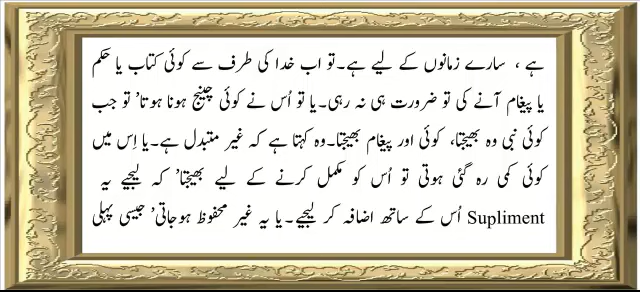 ہے ، سارے زمانوں کے لیے ہے۔تو اب خدا کی طرف سے کوئی کتاب یا حکم
یا پیغام آنے کی تو ضرورت ہی نہ رہی۔یا تو اُس نے کوئی چینج ہونا ہوتا' تو جب
کوئی نبی وہ بھیجتا، کوئی اور پیغام بھیجتا۔وہ کہتا ہے کہ غیر متبدل ہے۔یا اِس میں
کوئی کمی رہ گئی ہوتی تو اُس کو مکمل کرنے کے لیے بھیجتا' کہ لیجیے یہ
Supliment اُس کے ساتھ اضافہ کر لیجیے۔یا یہ غیر محفوظ ہوجاتی' جیسی پہلی